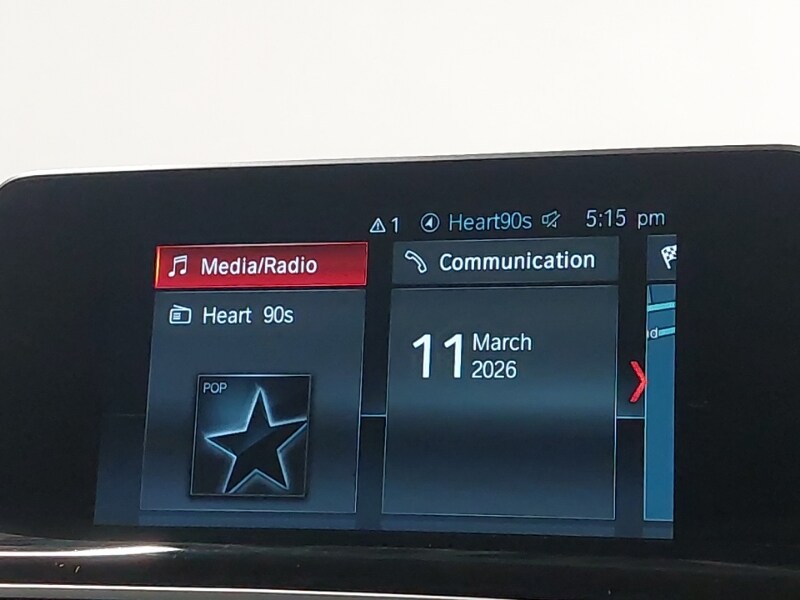 1 Heart90s 5:15 pm
Media/Radio
Heart 90s
POP
Communication
11 March
2026